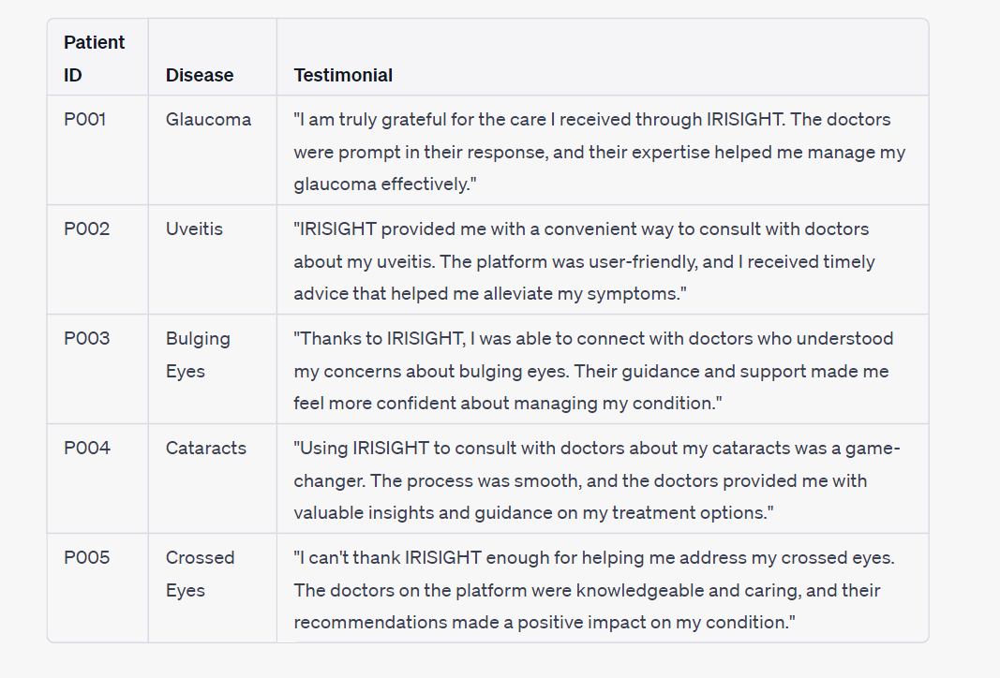 Patient
ID
Disease
Testimonial
P001
Glaucoma
"I am truly grateful for the care I received through IRISIGHT. The doctors
were prompt in their response, and their expertise helped me manage my
glaucoma effectively."
P002
Uveitis
"IRISIGHT provided me with a convenient way to consult with doctors
about my uveitis. The platform was user-friendly, and I received timely
advice that helped me alleviate my symptoms."
P003
Bulging
Eyes
"Thanks to IRISIGHT, I was able to connect with doctors who understood
my concerns about bulging eyes. Their guidance and support made me
feel more confident about managing my condition."
P004
Cataracts
"Using IRISIGHT to consult with doctors about my cataracts was a game-
changer. The process was smooth, and the doctors provided me with
valuable insights and guidance on my treatment options."
P005
Crossed
Eyes
"I can't thank IRISIGHT enough for helping me address my crossed eyes.
The doctors on the platform were knowledgeable and caring, and their
recommendations made a positive impact on my condition."